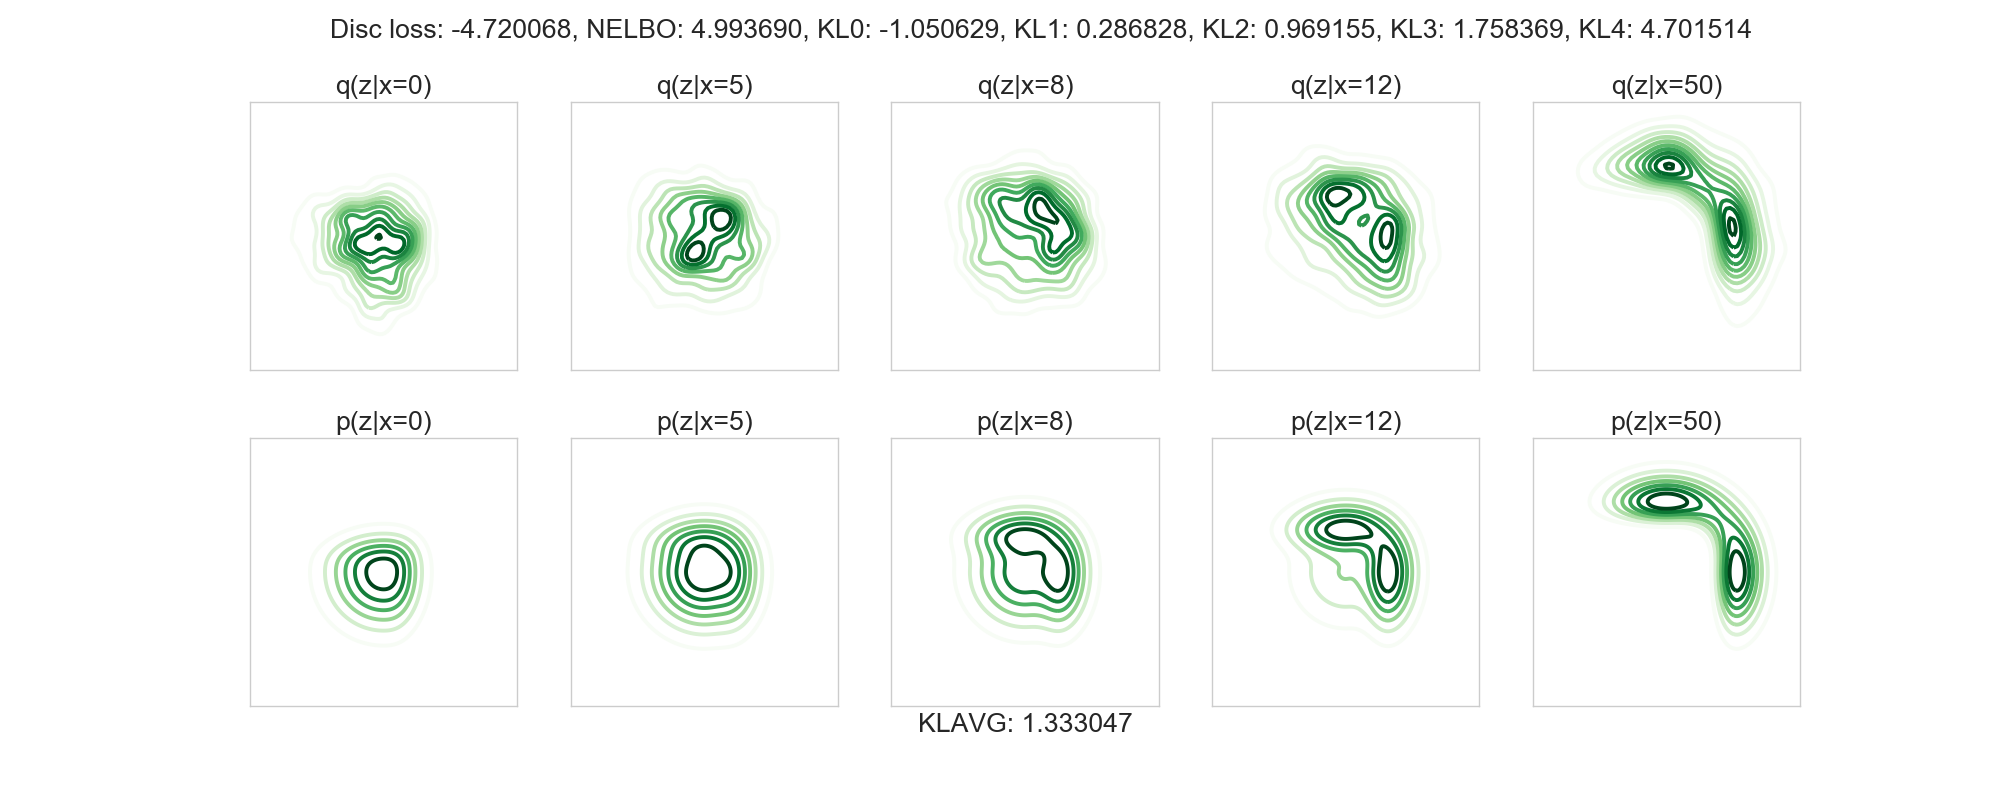 Disc loss: -4.720068, NELBO: 4.993690, KL0: -1.050629, KL1: 0.286828, KL2: 0.969155, KL3: 1.758369, KL4: 4.701514
q(z|x=0) q(z|x=5) q(z|x=8) q(z|x=12) q(z|x=50)
p(z|x=0) p(z|x=5) p(z|x=8) p(z|x=12) p(z|x=50)
KLAVG: 1.333047